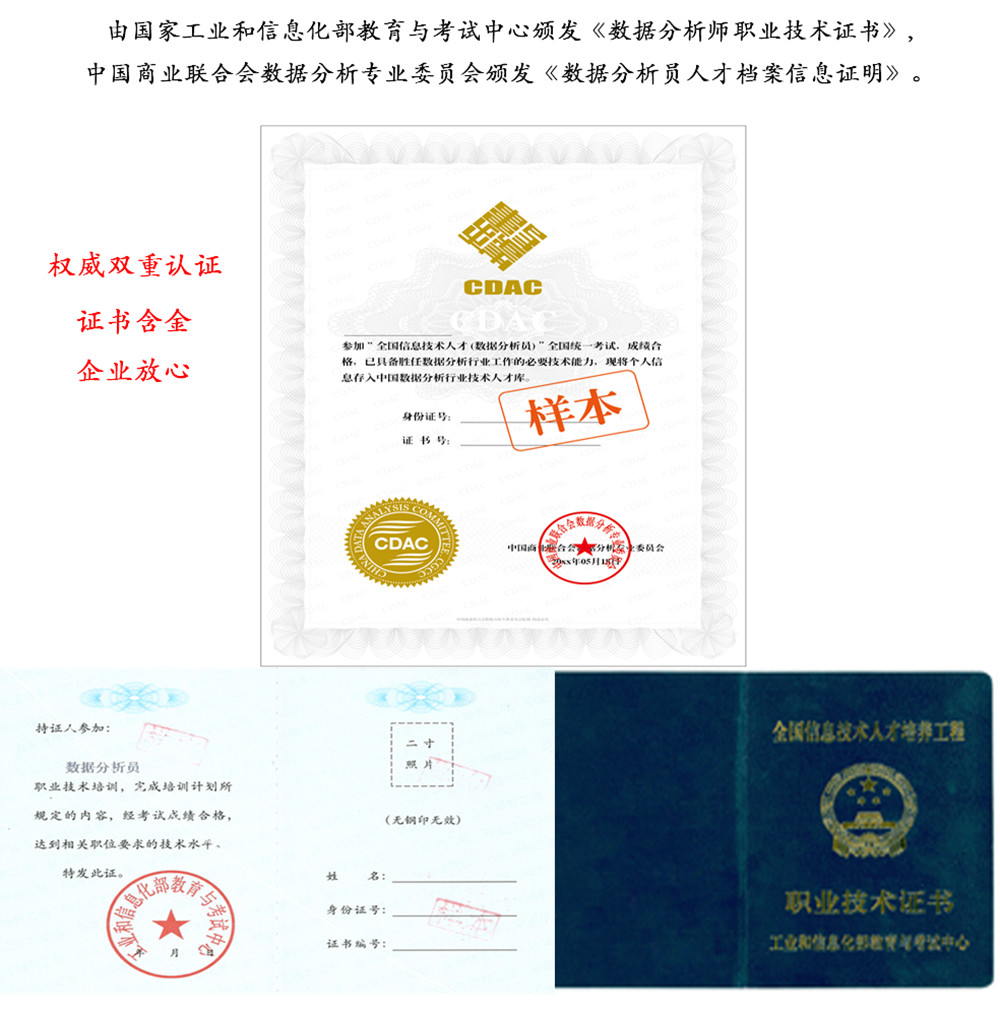 由国家工业和信息化部教育与考试中心颁发《数据分析师职业技术证书》,
中国商业联合会数据分析专业委员会颁发《数据分析员人才档案信息证明》。
权威双重认证
证书含金
企业放心
CDAC
CDAC
参加"全国信息技术人才(数据分析员)"全国统一考试，成绩合
格，已具备胜任数据分析行业工作的必要技术能力，现将个人信
息存入中国数据分析行业技术人才库。
样本
身份证号:
证 书 号:
CHINA DATA ANALYSIS COMMITTEE, CGCC
CDAC
中国商业联合会数据分析专业委员会
中国商业联合会数据分析专业委员会
20xx年05月18日
持证人参加:
数据分析员
职业技术培训，完成培训计划所
规定的内容，经考试成绩合格，
达到相关职位要求的技术水平。
特发此证。
工业和信息化部教育与考试中心
年 月 日
二寸
照片
(无钢印无效)
姓 名:
身份证号:
证书编号:
全国信息技术人才培养工程
职业技术证书
工业和信息化部教育与考试中心